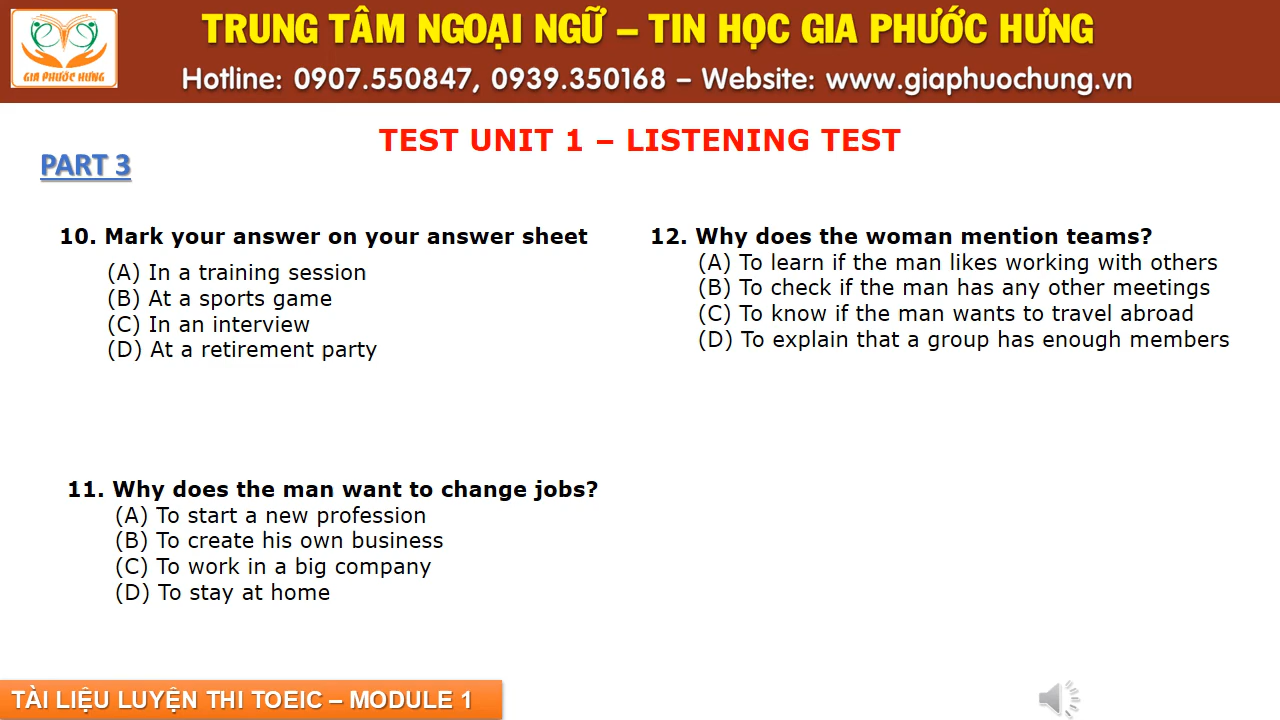 TRUNG TÂM NGOẠI NGỮ – TIN HỌC GIA PHƯỚC HƯNG
GIA PHƯỚC HƯNG
Hotline: 0907.550847, 0939.350168 – Website: www.giaphuochung.vn
TEST UNIT 1 – LISTENING TEST
PART 3
10. Mark your answer on your answer sheet
(A) In a training session
(B) At a sports game
(C) In an interview
(D) At a retirement party
11. Why does the man want to change jobs?
(A) To start a new profession
(B) To create his own business
(C) To work in a big company
(D) To stay at home
12. Why does the woman mention teams?
(A) To learn if the man likes working with others
(B) To check if the man has any other meetings
(C) To know if the man wants to travel abroad
(D) To explain that a group has enough members
TÀI LIỆU LUYỆN THI TOEIC – MODULE 1